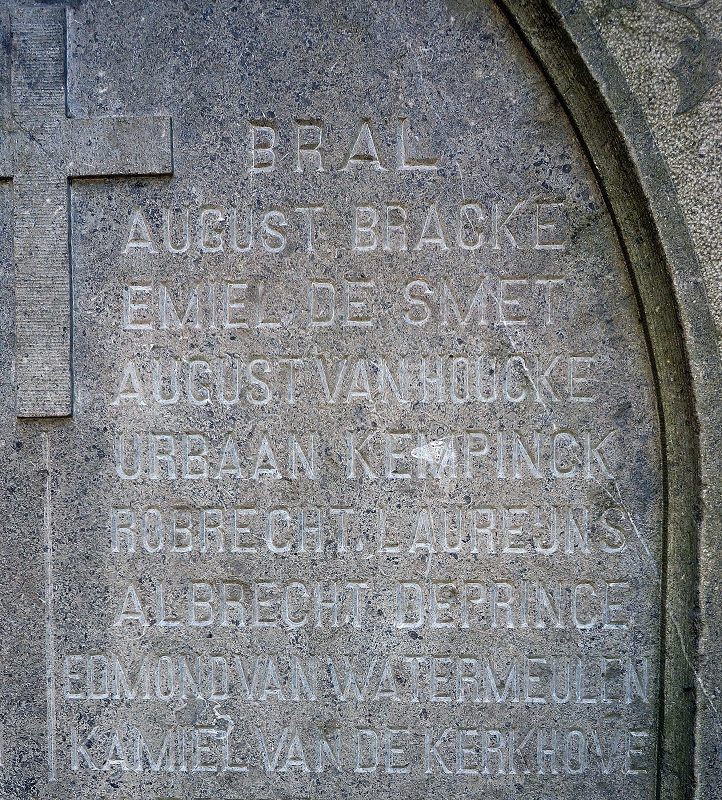 BRAL
AUGUST BRACKE
EMIEL DE SMET
AUGUST VAN HOUCKE
URBAAN KEMPINCK
ROBRECHT LAUREIJNS
ALBRECHT DEPRINCE
EDMOND VAN WATERMEULEN
KAMIEL VAN DE KERKHOVE